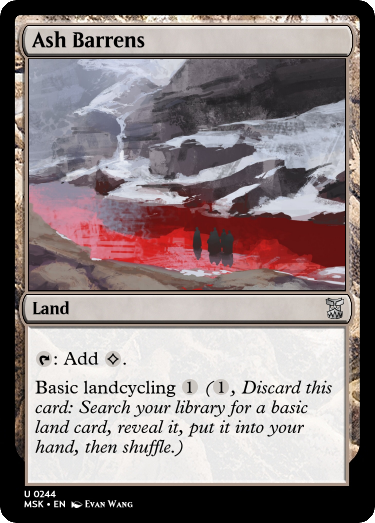 Ash Barrens
Land
: Add .
Basic landcycling 1 (1, Discard this
card: Search your library for a basic
land card, reveal it, put it into your
hand, then shuffle.)
U 0244
MSK • EN Evan Wang